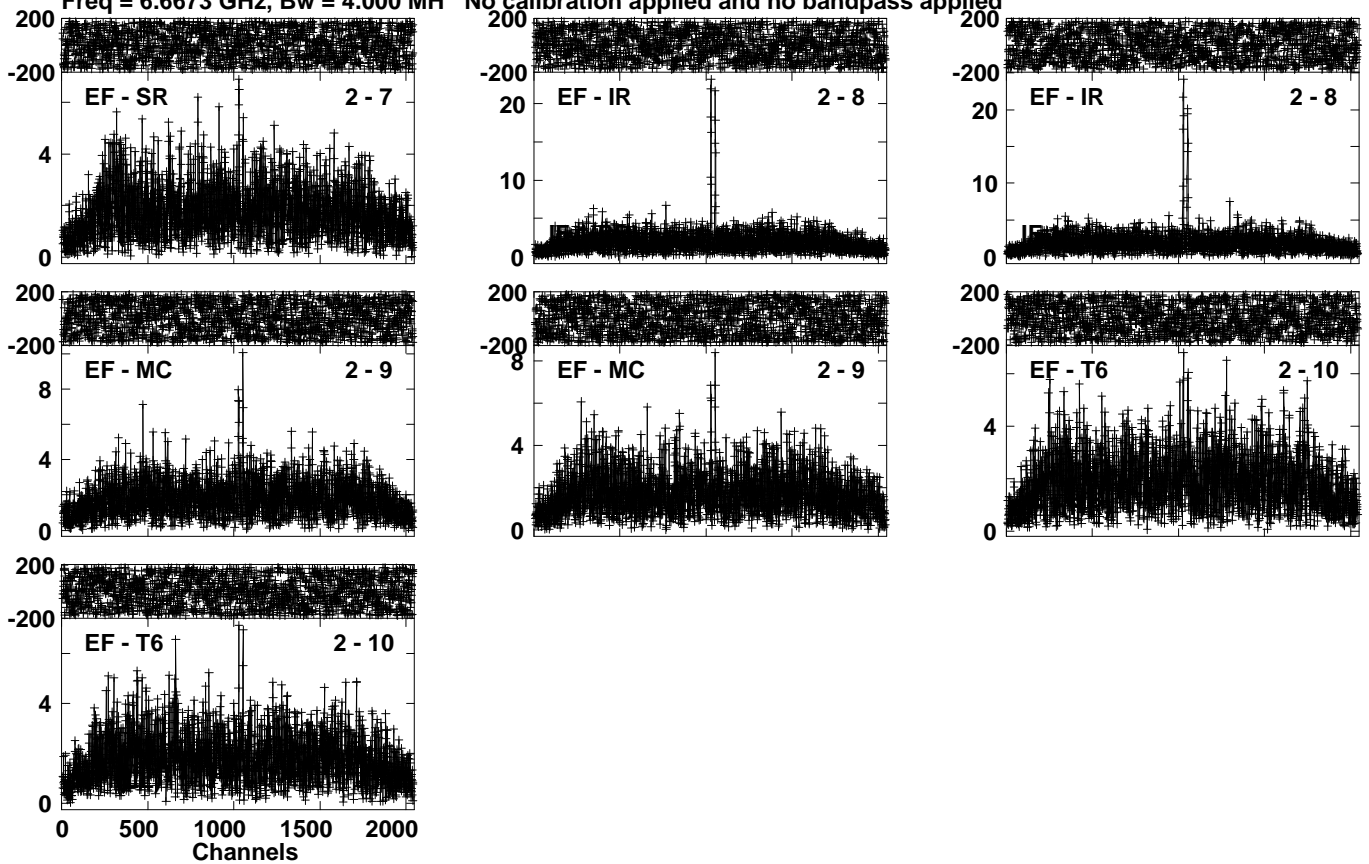 Freq = 6.6673 GHz, Bw = 4.000 MH No calibration applied and no bandpass applied
200 200 200
-200 -200 -200
EF - SR 2 - 7 EF - IR 2 - 8 EF - IR 2 - 8
4 20 20
10 10
IF IF
0 0 0
200 200 200
-200 -200 -200
EF - MC 2 - 9 EF - MC 2 - 9 EF - T6 2 - 10
8 8
4 4 4
0 0 0
200
-200
EF - T6 2 - 10
4
0
0 500 1000 1500 2000
Channels